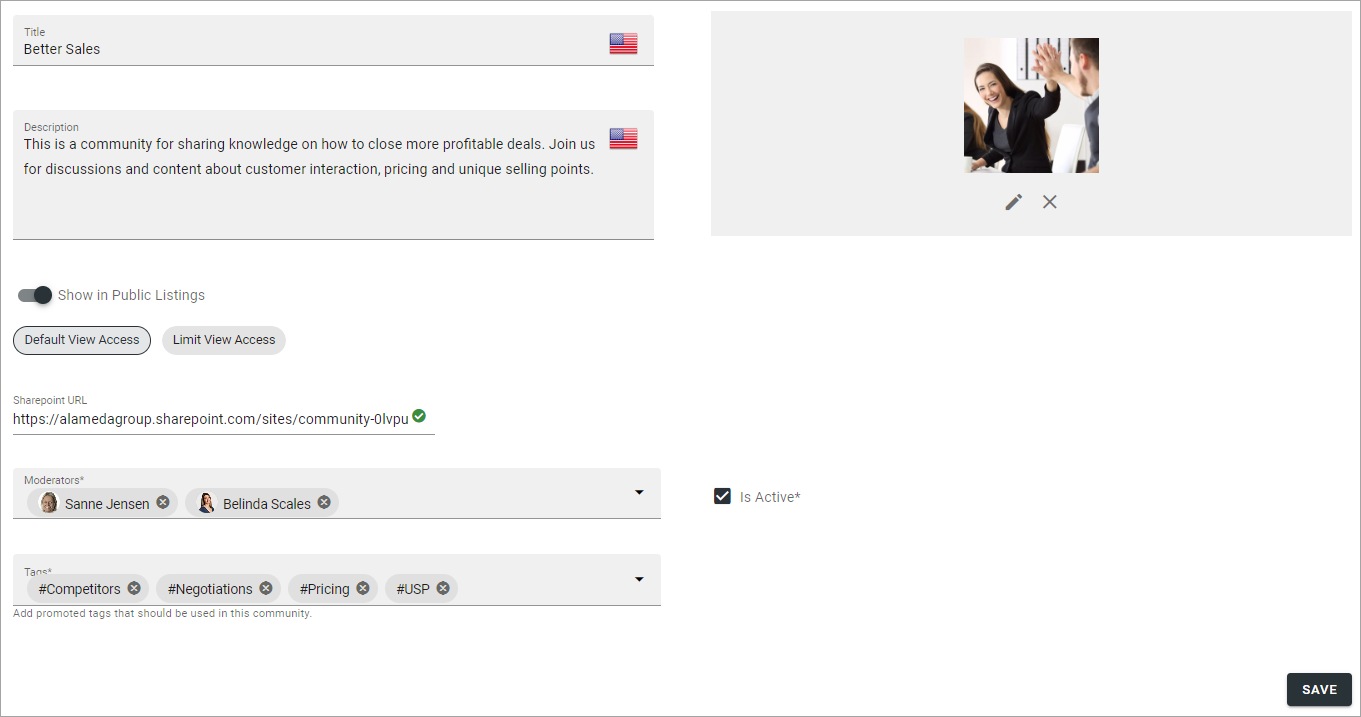 Title
Better Sales
Description
This is a community for sharing knowledge on how to close more profitable deals. Join us
for discussions and content about customer interaction, pricing and unique selling points.
Show in Public Listings
Default View Access
Limit View Access
Sharepoint URL
https://alamedagroup.sharepoint.com/sites/community-0lvpu
Moderators*
Sanne Jensen
Belinda Scales
Is Active*
Tags*
#Competitors
#Negotiations
#Pricing
#USP
Add promoted tags that should be used in this community.
SAVE